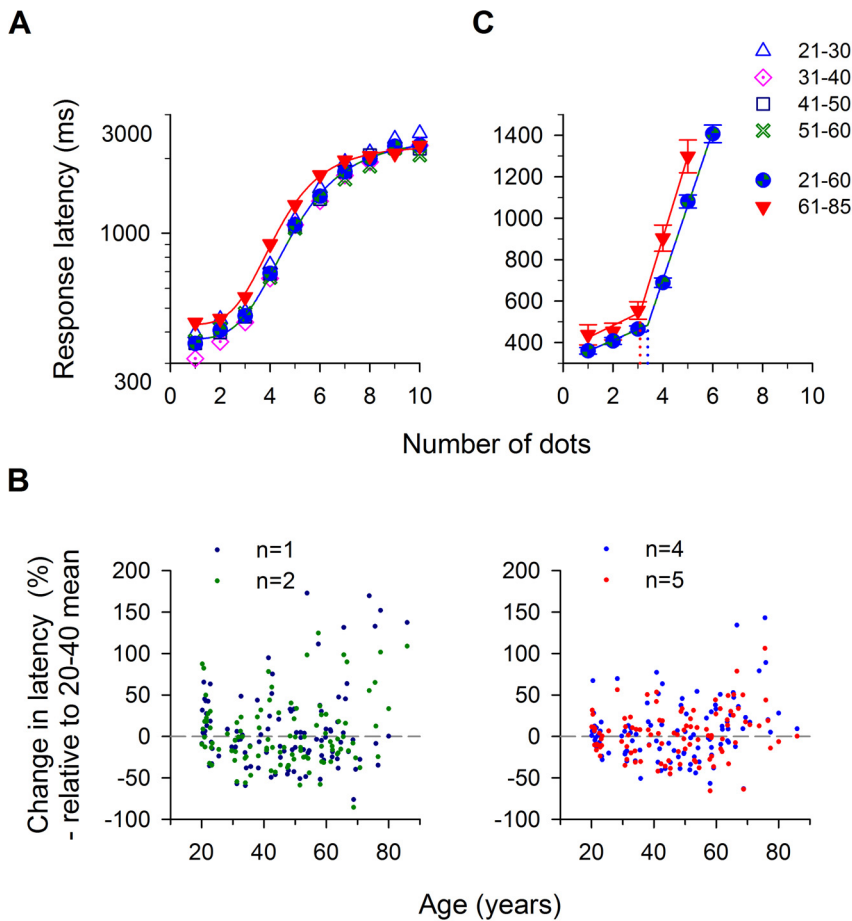 A
Response latency (ms)
3000
1000
300
0 2 4 6 8 10
C
21-30
31-40
41-50
51-60
21-60
61-85
1400
1200
1000
800
600
400
0 2 4 6 8 10
Number of dots
B
Change in latency (%)
- relative to 20-40 mean
n=1
n=2
200
150
100
50
0
-50
-100
20 40 60 80
n=4
n=5
200
150
100
50
0
-50
-100
20 40 60 80
Age (years)